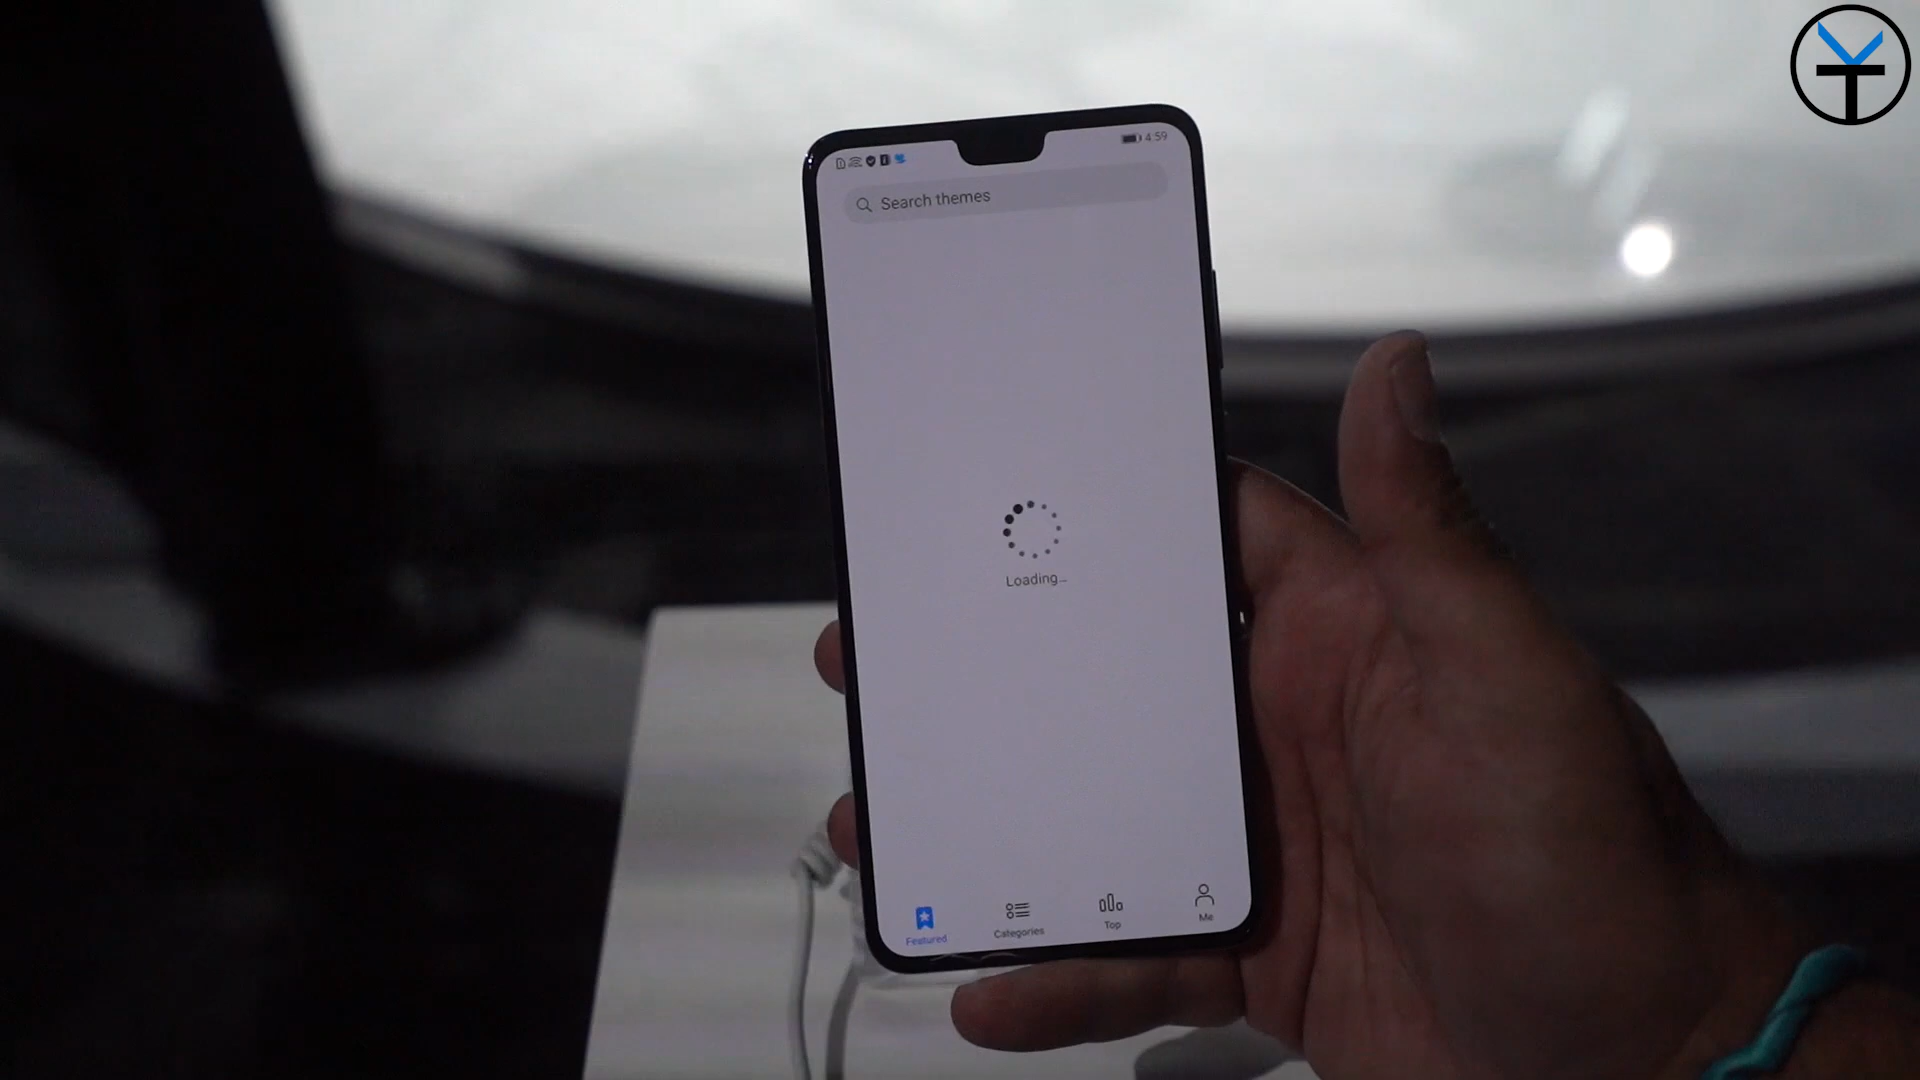 4:59
Search themes
Loading...
Featured
Categories
Top
Me